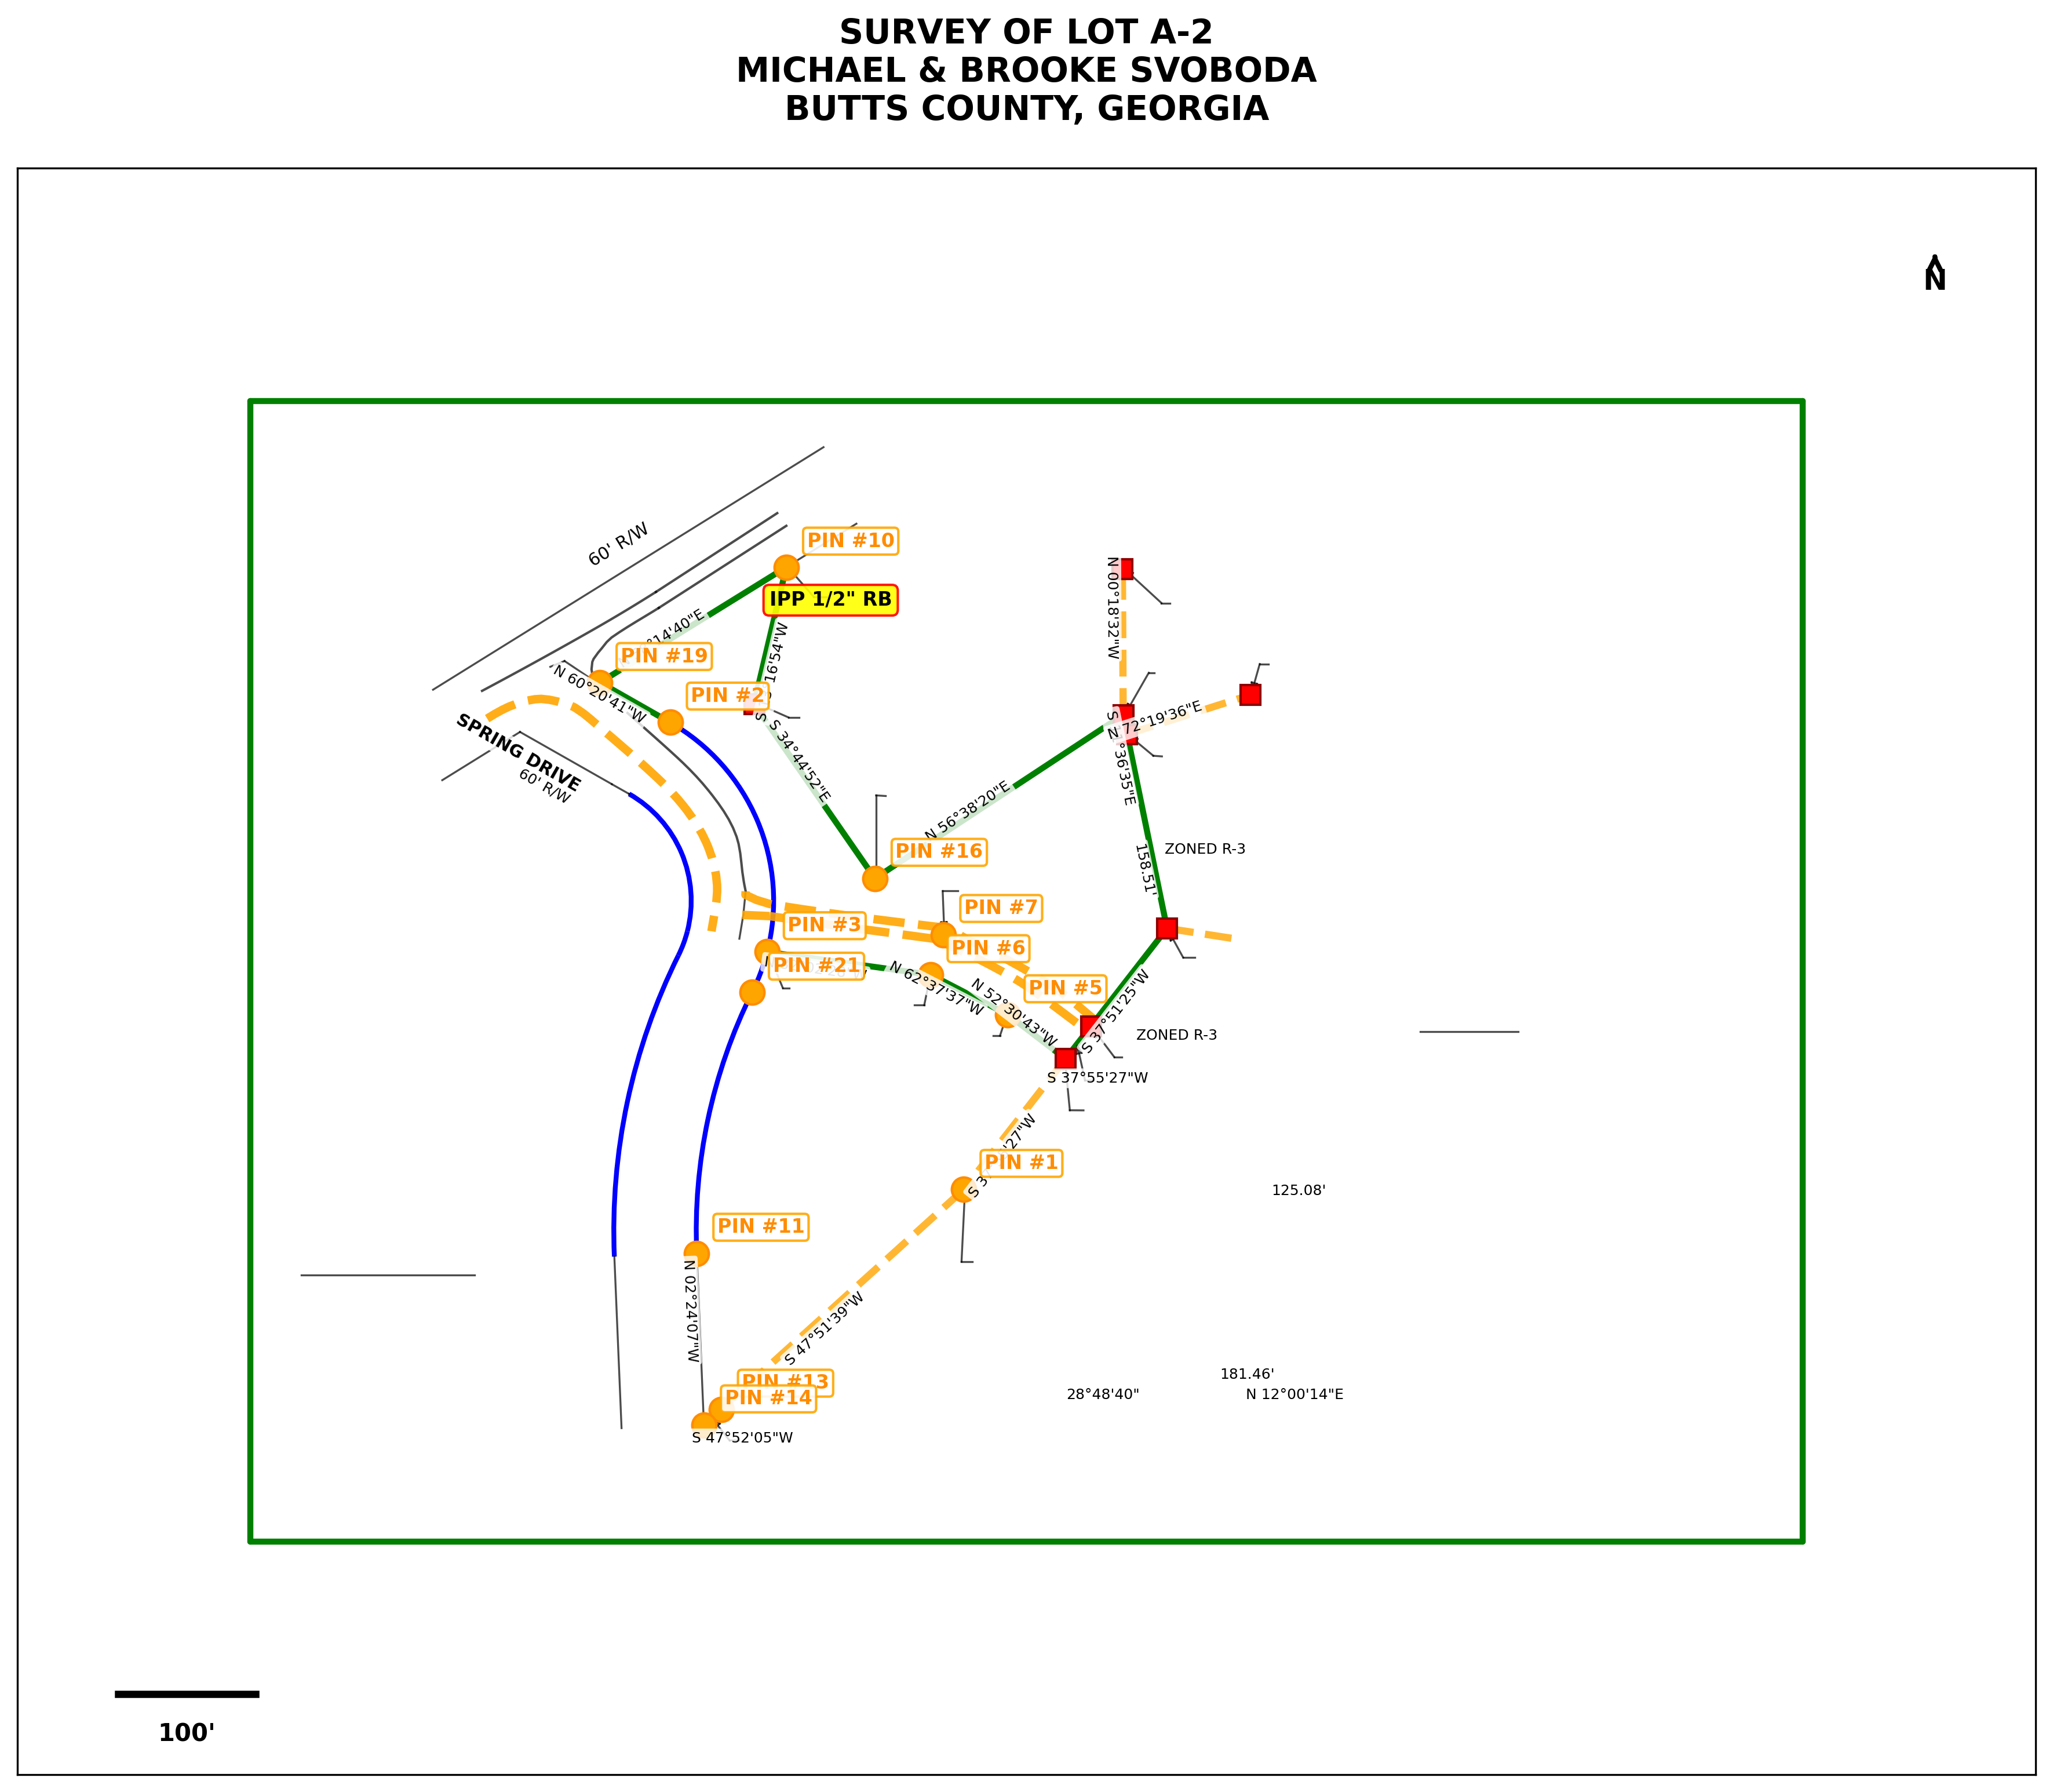 SURVEY OF LOT A-2
MICHAEL & BROOKE SVOBODA
BUTTS COUNTY, GEORGIA
N
60' R/W
PIN #10
IPP 1/2" RB
°14'40"E
16'54"W
N 00°18'32"W
PIN #19
N 60°20'41"W
PIN #2
S
S 34°44'52"E
SPRING DRIVE
60' R/W
N 72°19'36"E
S
°36'35"E
N 56°38'20"E
158.51'
ZONED R-3
PIN #16
PIN #7
PIN #3
PIN #6
PIN #21
N 62°37'37"W
PIN #5
N 52°30'43"W
S 37°51'25"W
ZONED R-3
S 37°55'27"W
S 3
'27"W
PIN #1
125.08'
PIN #11
N 02°24'07"W
S 47°51'39"W
PIN #13
PIN #14
181.46'
28°48'40"
N 12°00'14"E
S 47°52'05"W
100'